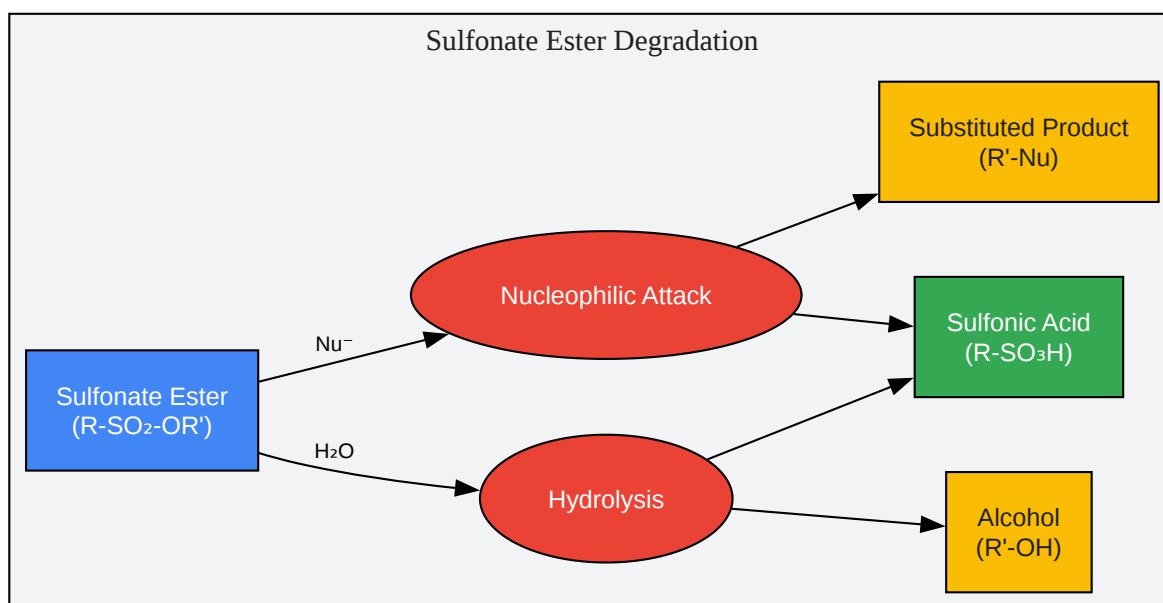 Sulfonate Ester Degradation
Substituted Product
(R'-Nu)
Nucleophilic Attack
Sulfonic Acid
(R-SO₃H)
Nu⁻
Sulfonate Ester
(R-SO₂-OR')
H₂O
Hydrolysis
Alcohol
(R'-OH)